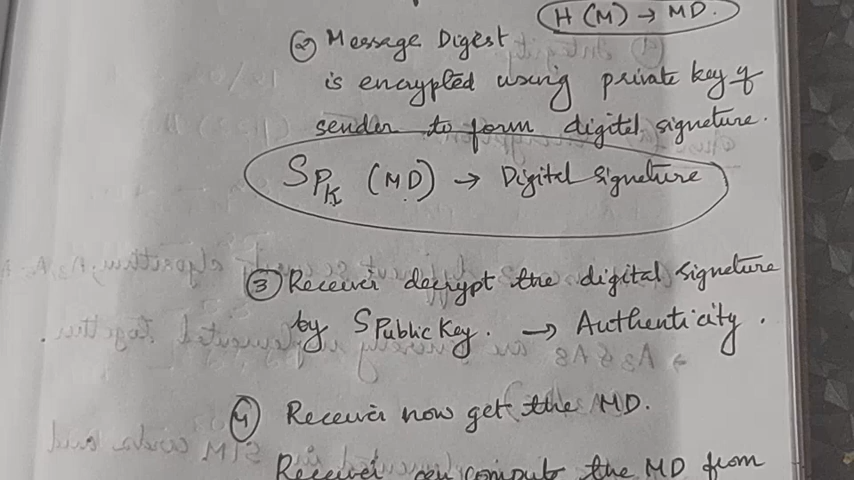 H (M) → MD.
② Message Digest
is encrypted using private key of
sender to form digital signature.
SPK (MD) → Digital Signature
③ Receiver decrypt the digital signature
by SPublic Key. → Authenticity.
④ Receiver now get the MD.
Receiver can compute the MD from